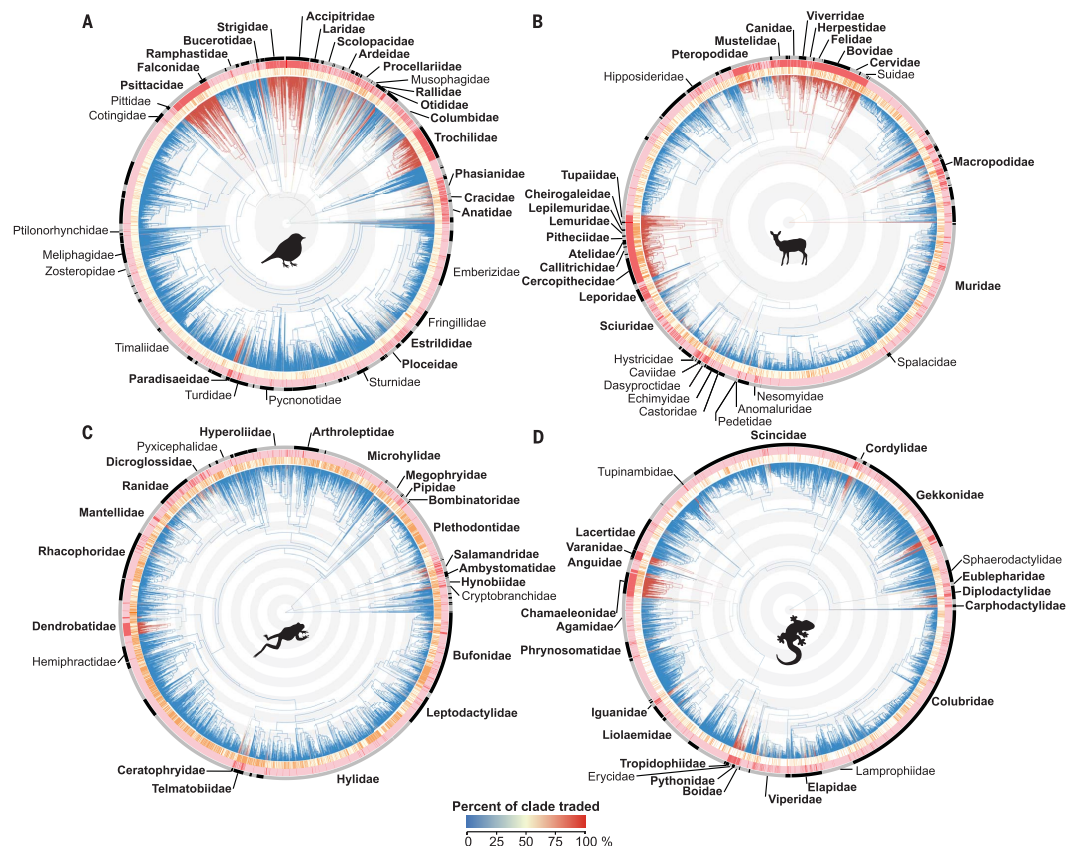 A
Accipitridae
Laridae
Scolopacidae
Ardeidae
Procellariidae
Musophagidae
Rallidae
Otididae
Columbidae
Trochilidae
Phasianidae
Cracidae
Anatidae
Emberizidae
Fringillidae
Estrildidae
Ploceidae
Sturnidae
Pycnonotidae
Turdidae
Paradisaeidae
Timaliidae
Zosteropidae
Meliphagidae
Ptilonorhynchidae
Cotingidae
Pittidae
Psittacidae
Falconidae
Ramphastidae
Bucerotidae
Strigidae
B
Viverridae
Herpestidae
Felidae
Bovidae
Cervidae
Suidae
Macropodidae
Muridae
Spalacidae
Nesomyidae
Anomaluridae
Pedetidae
Castoridae
Echimyidae
Dasyproctidae
Caviidae
Hystricidae
Sciuridae
Leporidae
Cercopithecidae
Callitrichidae
Atelidae
Pitheciidae
Lemuridae
Lepilemuridae
Cheirogaleidae
Tupaiidae
Hipposideridae
Pteropodidae
Mustelidae
Canidae
C
Hyperoliidae
Arthroleptidae
Microhylidae
Megophryidae
Pipidae
Bombinatoridae
Plethodontidae
Salamandridae
Ambystomatidae
Hynobiidae
Cryptobranchidae
Bufonidae
Leptodactylidae
Hylidae
Telmatobiidae
Ceratophryidae
Hemiphractidae
Dendrobatidae
Rhacophoridae
Mantellidae
Ranidae
Dicroglossidae
Pyxicephalidae
D
Scincidae
Cordylidae
Gekkonidae
Sphaerodactylidae
Eublepharidae
Diplodactylidae
Carphodactylidae
Colubridae
Lamprophiidae
Elapidae
Viperidae
Boidae
Pythonidae
Erycidae
Tropidophiidae
Liolaemidae
Iguanidae
Phrynosomatidae
Agamidae
Chamaeleonidae
Anguidae
Varanidae
Lacertidae
Tupinambidae
Percent of clade traded
0 25 50 75 100 %